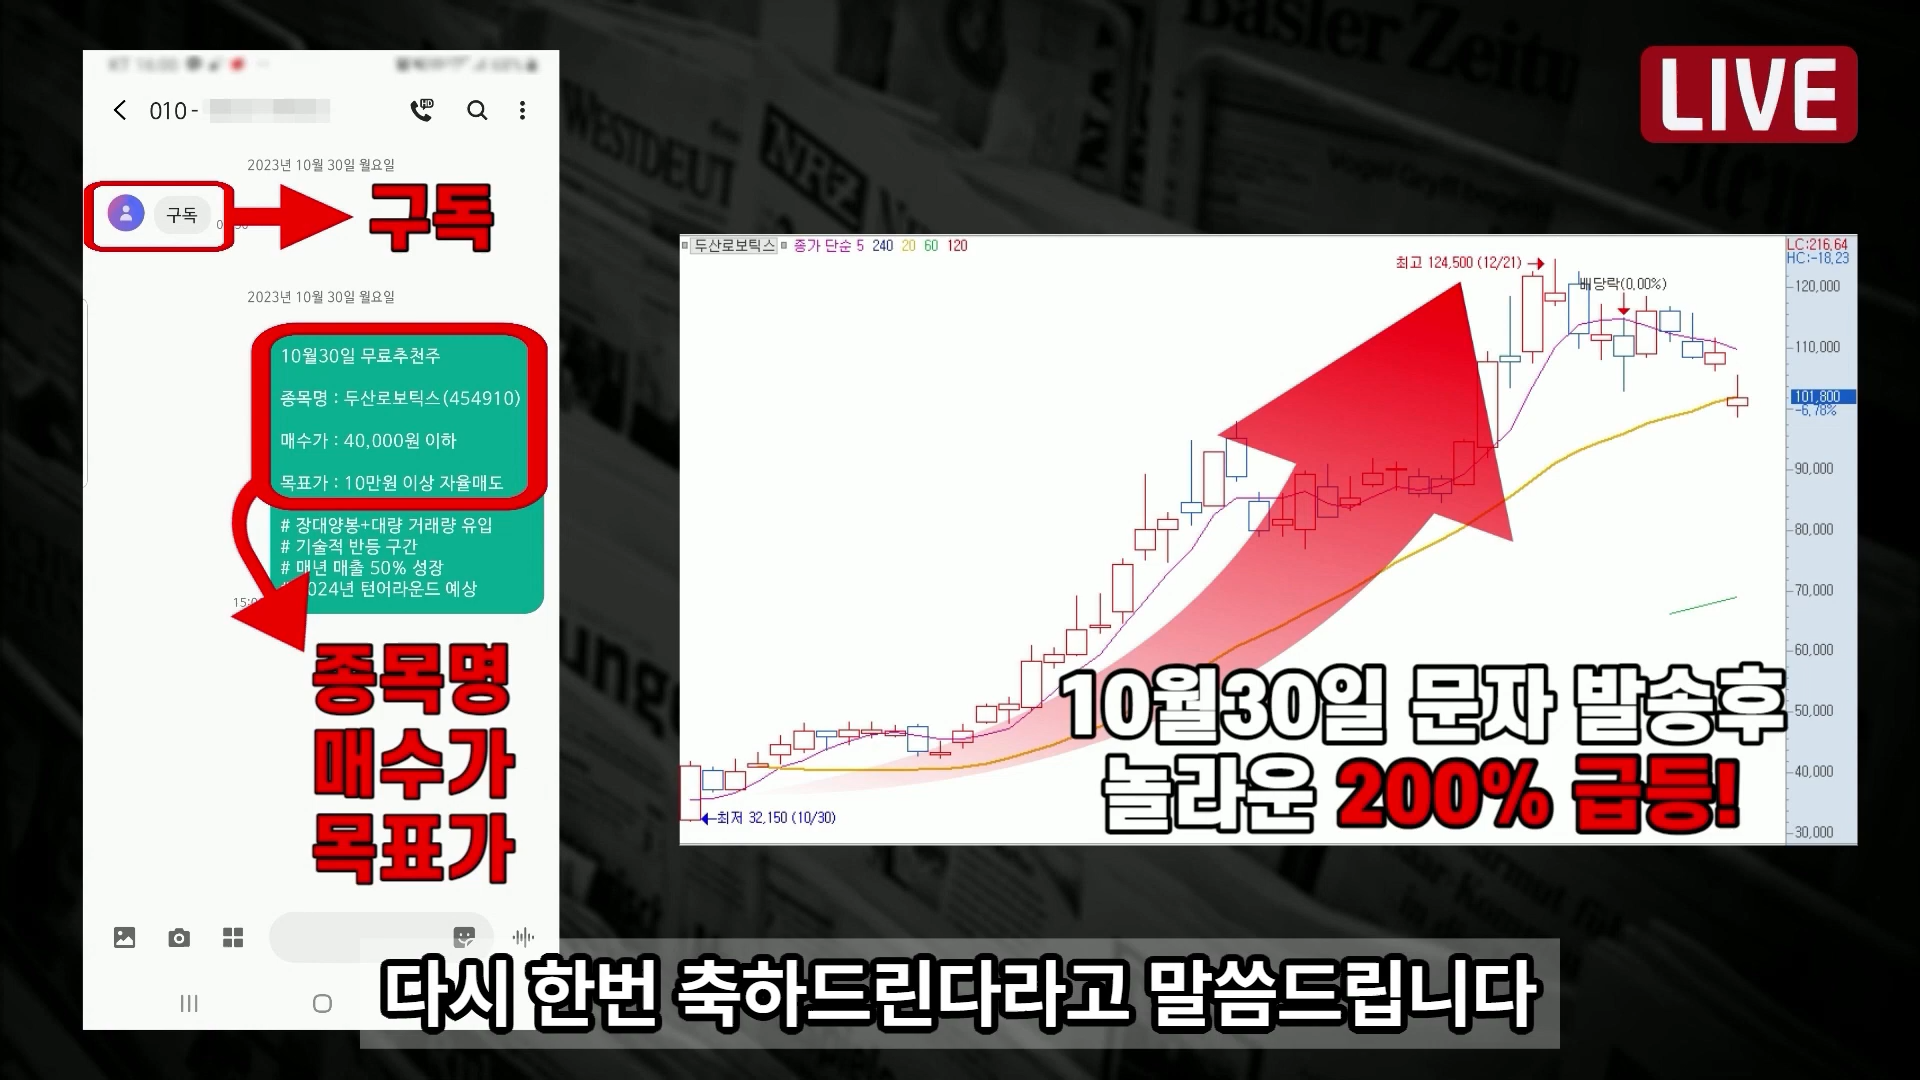 LIVE
010 -
2023년 10월 30일 월요일
구독
구독
2023년 10월 30일 월요일
10월30일 무료추천주
종목명 : 두산로보틱스(454910)
매수가 : 40,000원 이하
목표가 : 10만원 이상 자율매도
# 장대양봉+대량 거래량 유입
# 기술적 반등 구간
# 매년 매출 50% 성장
024년 턴어라운드 예상
종목명
매수가
목표가
두산로보틱스 종가 단순 5 240 20 60 120
LC:216,64
HC:-18,23
최고 124,500 (12/21)
배당락(0,00%)
120,000
110,000
101,800
-6,78%
90,000
80,000
70,000
60,000
50,000
40,000
30,000
최저 32,150 (10/30)
10월30일 문자 발송후
놀라운 200% 급등!
다시 한번 축하드린다라고 말씀드립니다
Basler Zeitu
WESTDEUT
NRZ